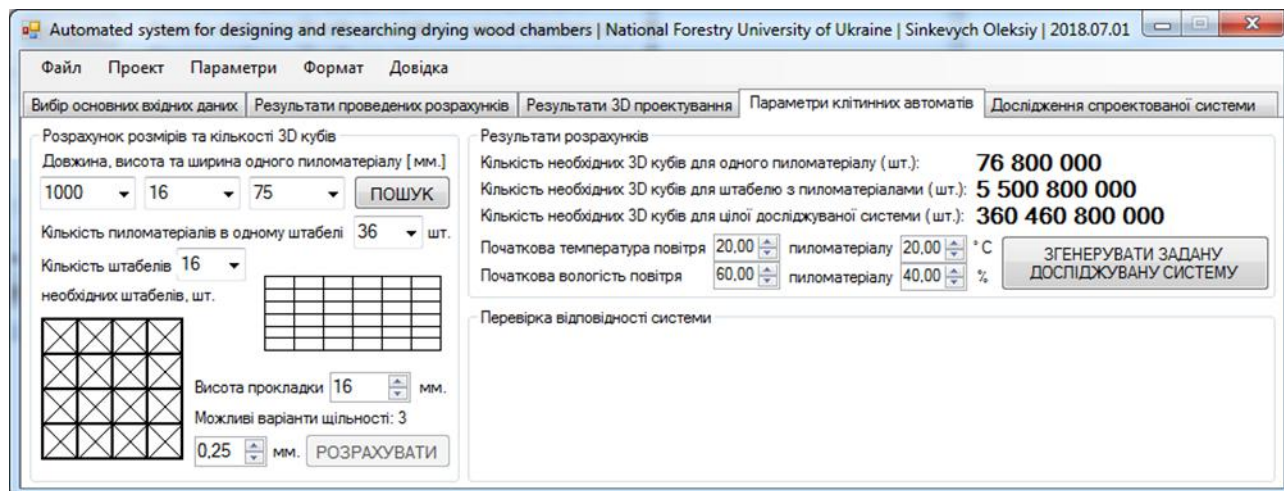 Automated system for designing and researching drying wood chambers | National Forestry University of Ukraine | Sinkevych Oleksiy | 2018.07.01
Файл Проект Параметри Формат Довідка
Вибір основних вхідних даних Результати проведених розрахунків Результати 3D проектування Параметри клітинних автоматів Дослідження спроектованої системи
Розрахунок розмірів та кількості 3D кубів
Довжина, висота та ширина одного пиломатеріалу [мм.]
1000 16 75 ПОШУК
Кількість пиломатеріалів в одному штабелі 36 шт.
Кількість штабелів 16
необхідних штабелів, шт.
Висота прокладки 16 мм.
Можливі варіанти щільності: 3
0,25 мм. РОЗРАХУВАТИ
Результати розрахунків
Кількість необхідних 3D кубів для одного пиломатеріалу (шт.): 76 800 000
Кількість необхідних 3D кубів для штабелю з пиломатеріалами (шт.): 5 500 800 000
Кількість необхідних 3D кубів для цілої досліджуваної системи (шт.): 360 460 800 000
Початкова температура повітря 20,00 пиломатеріалу 20,00 °C
Початкова вологість повітря 60,00 пиломатеріалу 40,00 %
ЗГЕНЕРУВАТИ ЗАДАНУ
ДОСЛІДЖУВАНУ СИСТЕМУ
Перевірка відповідності системи